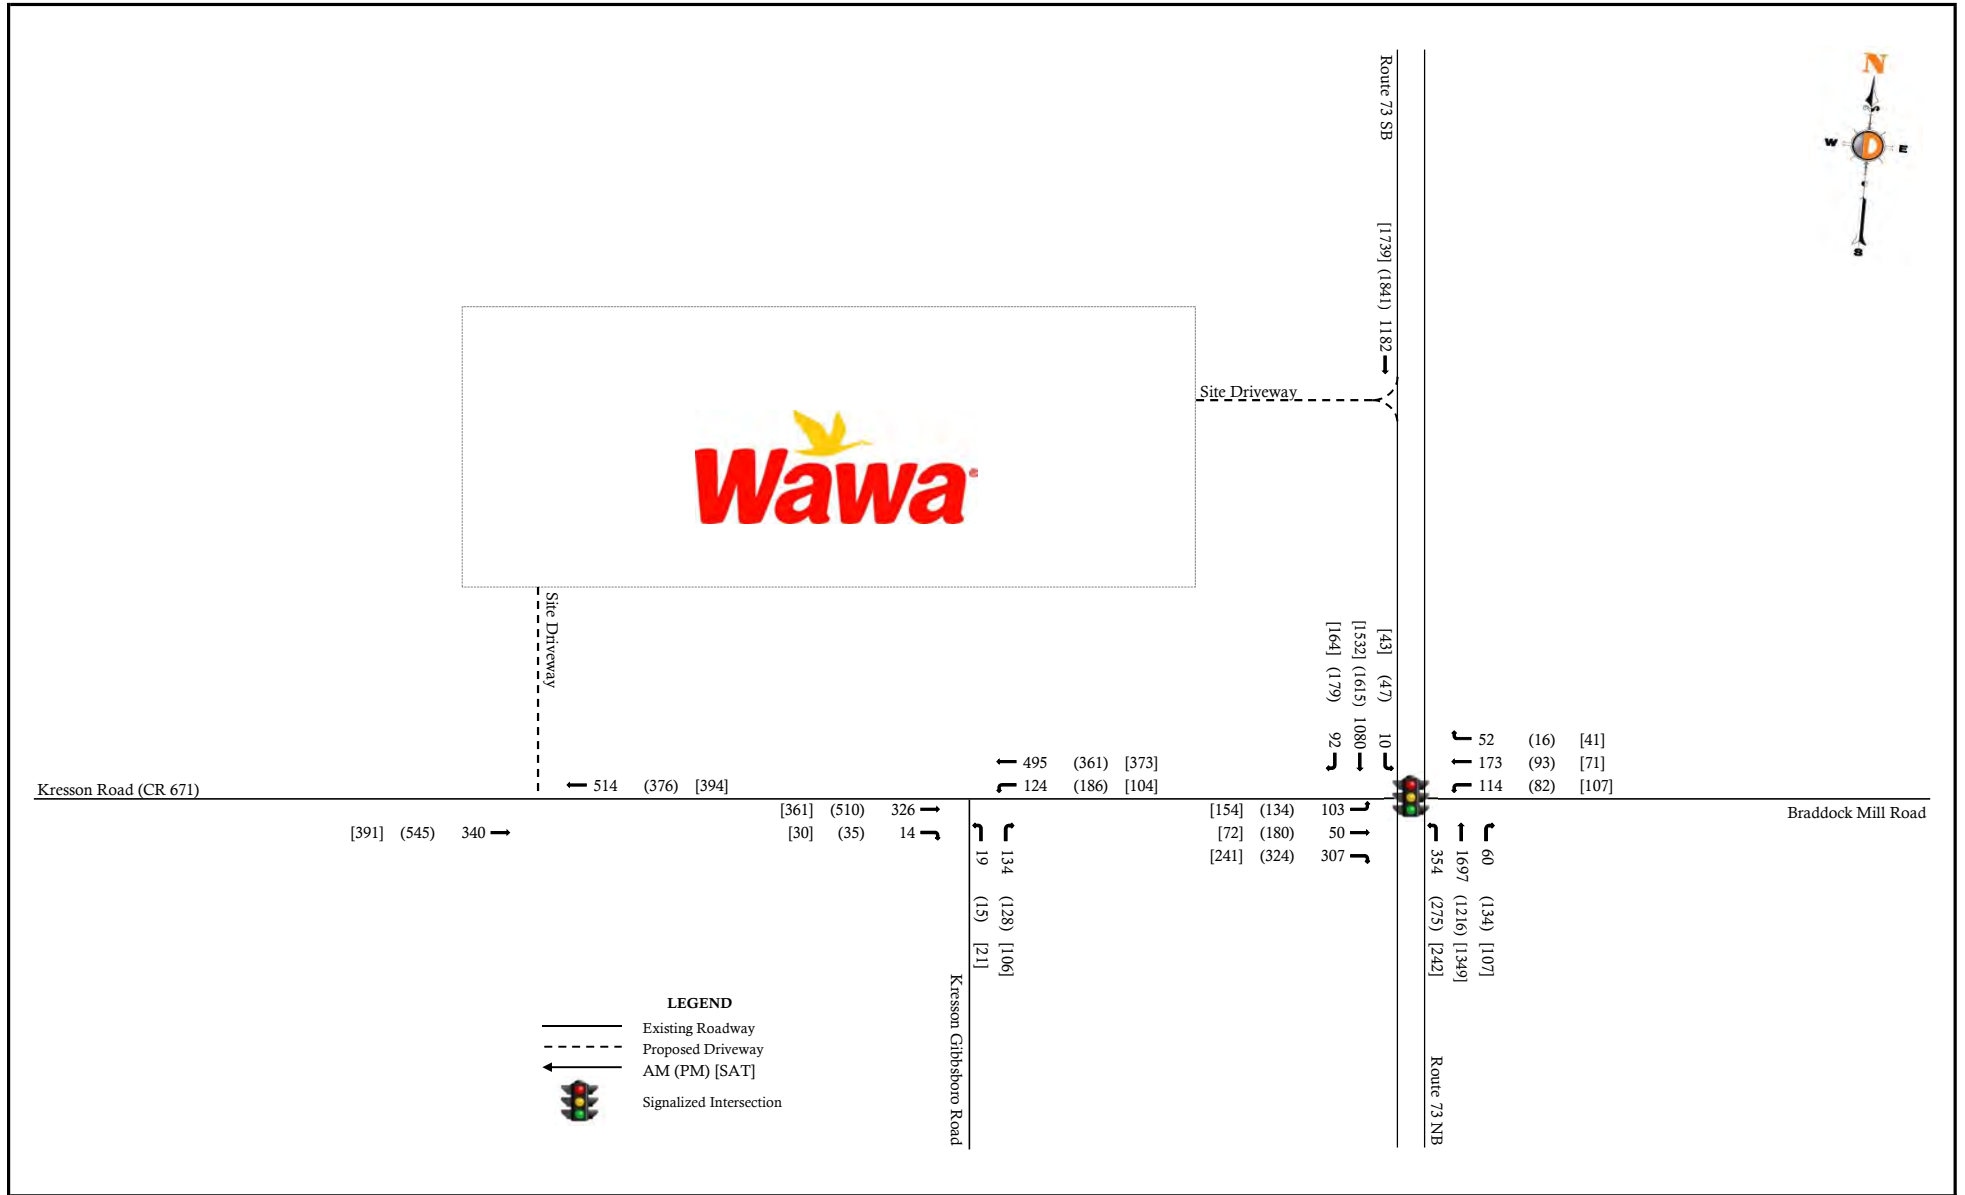 N
W
D
E
S
Route 73 SB
[1739] (1841) 1182
Site Driveway
Wawa®
Site Driveway
[43] (47) 10
[1532] (1615) 1080
[164] (179) 92
52 (16) [41]
173 (93) [71]
114 (82) [107]
495 (361) [373]
124 (186) [104]
514 (376) [394]
Kresson Road (CR 671)
Braddock Mill Road
[391] (545) 340
[361] (510) 326
[30] (35) 14
[154] (134) 103
[72] (180) 50
[241] (324) 307
19 (15) [21]
134 (128) [106]
354 (275) [242]
1697 (1216) [1349]
60 (134) [107]
Kresson Gibbsboro Road
Route 73 NB
LEGEND
Existing Roadway
Proposed Driveway
AM (PM) [SAT]
Signalized Intersection